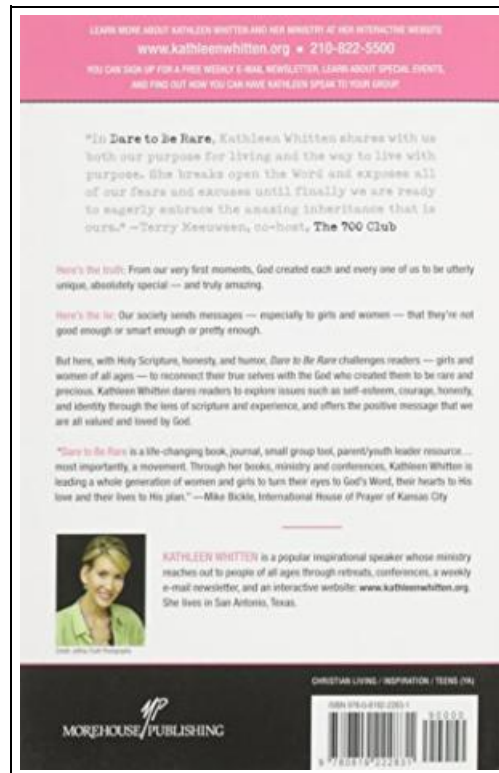 LEARN MORE ABOUT KATHLEEN WHITTEN AND HER MINISTRY AT HER INTERACTIVE WEBSITE
www.kathleenwhitten.org • 210-822-5500
YOU CAN SIGN UP FOR A FREE WEEKLY E-MAIL NEWSLETTER, LEARN ABOUT SPECIAL EVENTS,
AND FIND OUT HOW YOU CAN HAVE KATHLEEN SPEAK TO YOUR GROUP.
"In Dare to Be Rare, Kathleen Whitten shares with us
both our purpose for living and the way to live with
purpose. She breaks open the Word and exposes all
of our fears and excuses until finally we are ready
to eagerly embrace the amazing inheritance that is
ours." —Terry Meeuwsen, co-host, The 700 Club
Here's the truth: From our very first moments, God created each and every one of us to be utterly
unique, absolutely special — and truly amazing.
Here's the lie: Our society sends messages — especially to girls and women — that they're not
good enough or smart enough or pretty enough.
But here, with Holy Scripture, honesty, and humor, Dare to Be Rare challenges readers — girls and
women of all ages — to reconnect their true selves with the God who created them to be rare and
precious. Kathleen Whitten dares readers to explore issues such as self-esteem, courage, honesty,
and identity through the lens of scripture and experience, and offers the positive message that we
are all valued and loved by God.
"Dare to Be Rare is a life-changing book, journal, small group tool, parent/youth leader resource...
most importantly, a movement. Through her books, ministry and conferences, Kathleen Whitten is
leading a whole generation of women and girls to turn their eyes to God's Word, their hearts to His
love and their lives to His plan." —Mike Bickle, International House of Prayer of Kansas City
KATHLEEN WHITTEN is a popular inspirational speaker whose ministry
reaches out to people of all ages through retreats, conferences, a weekly
e-mail newsletter, and an interactive website: www.kathleenwhitten.org.
She lives in San Antonio, Texas.
CHRISTIAN LIVING / INSPIRATION / TEENS (YA)
ISBN 978-0-8192-2283-1
90000
9 780819 222831
MOREHOUSE PUBLISHING